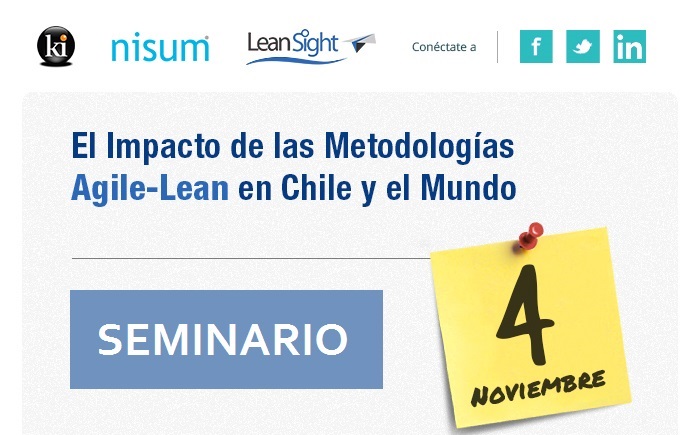 ki
nisum
LeanSight
Conéctate a
f
in
El Impacto de las Metodologías
Agile-Lean en Chile y el Mundo
SEMINARIO
4
NOVIEMBRE